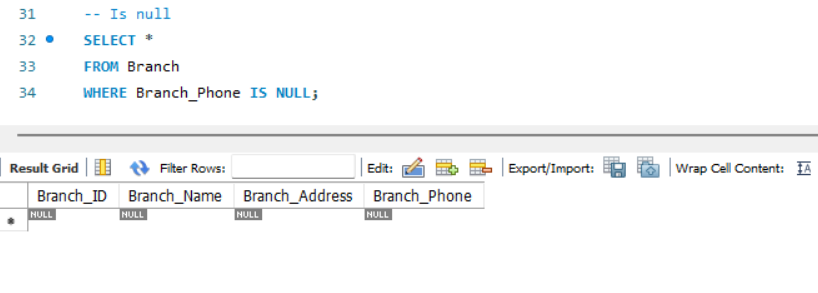 31 -- Is null
32 SELECT *
33 FROM Branch
34 WHERE Branch_Phone IS NULL;
Result Grid Filter Rows: Edit: Export/Import: Wrap Cell Content: IA
Branch_ID Branch_Name Branch_Address Branch_Phone
* NULL NULL NULL NULL